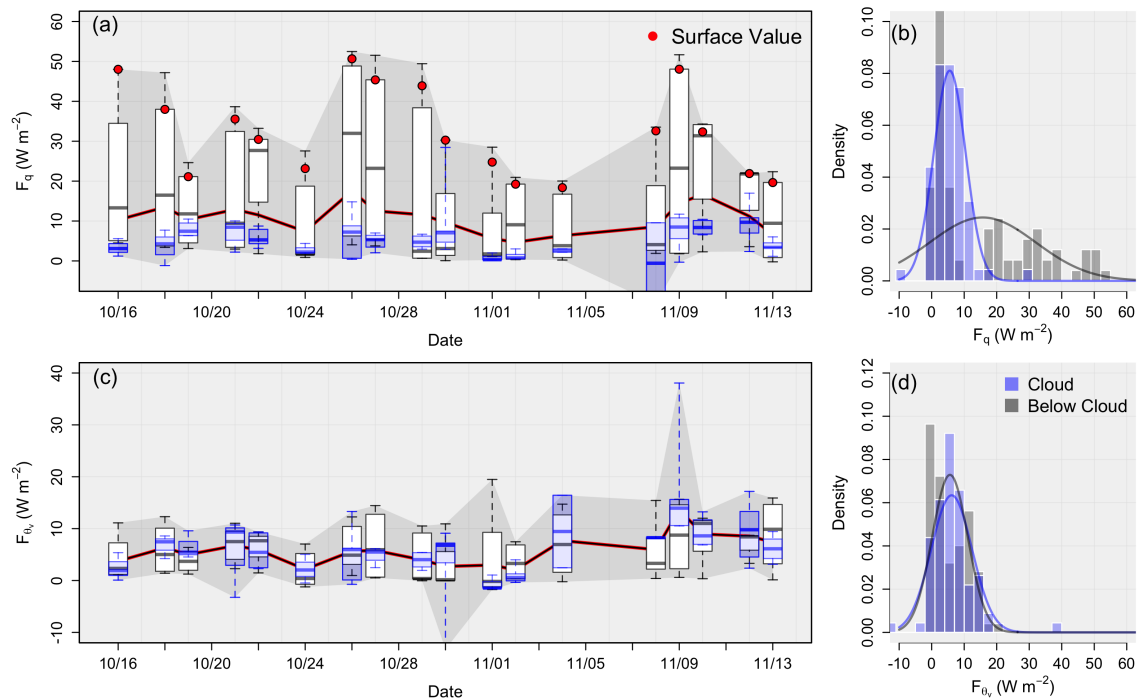 (a)
Surface Value
F_q (W m⁻²)
60
50
40
30
20
10
0
10/16 10/20 10/24 10/28 11/01 11/05 11/09 11/13
Date
(b)
Density
0.10
0.08
0.06
0.04
0.02
0.00
-10 0 10 20 30 40 50 60
F_q (W m⁻²)
(c)
F_θᵥ (W m⁻²)
40
30
20
10
0
-10
10/16 10/20 10/24 10/28 11/01 11/05 11/09 11/13
Date
(d)
Cloud
Below Cloud
Density
0.12
0.10
0.08
0.06
0.04
0.02
0.00
-10 0 10 20 30 40 50 60
F_θᵥ (W m⁻²)